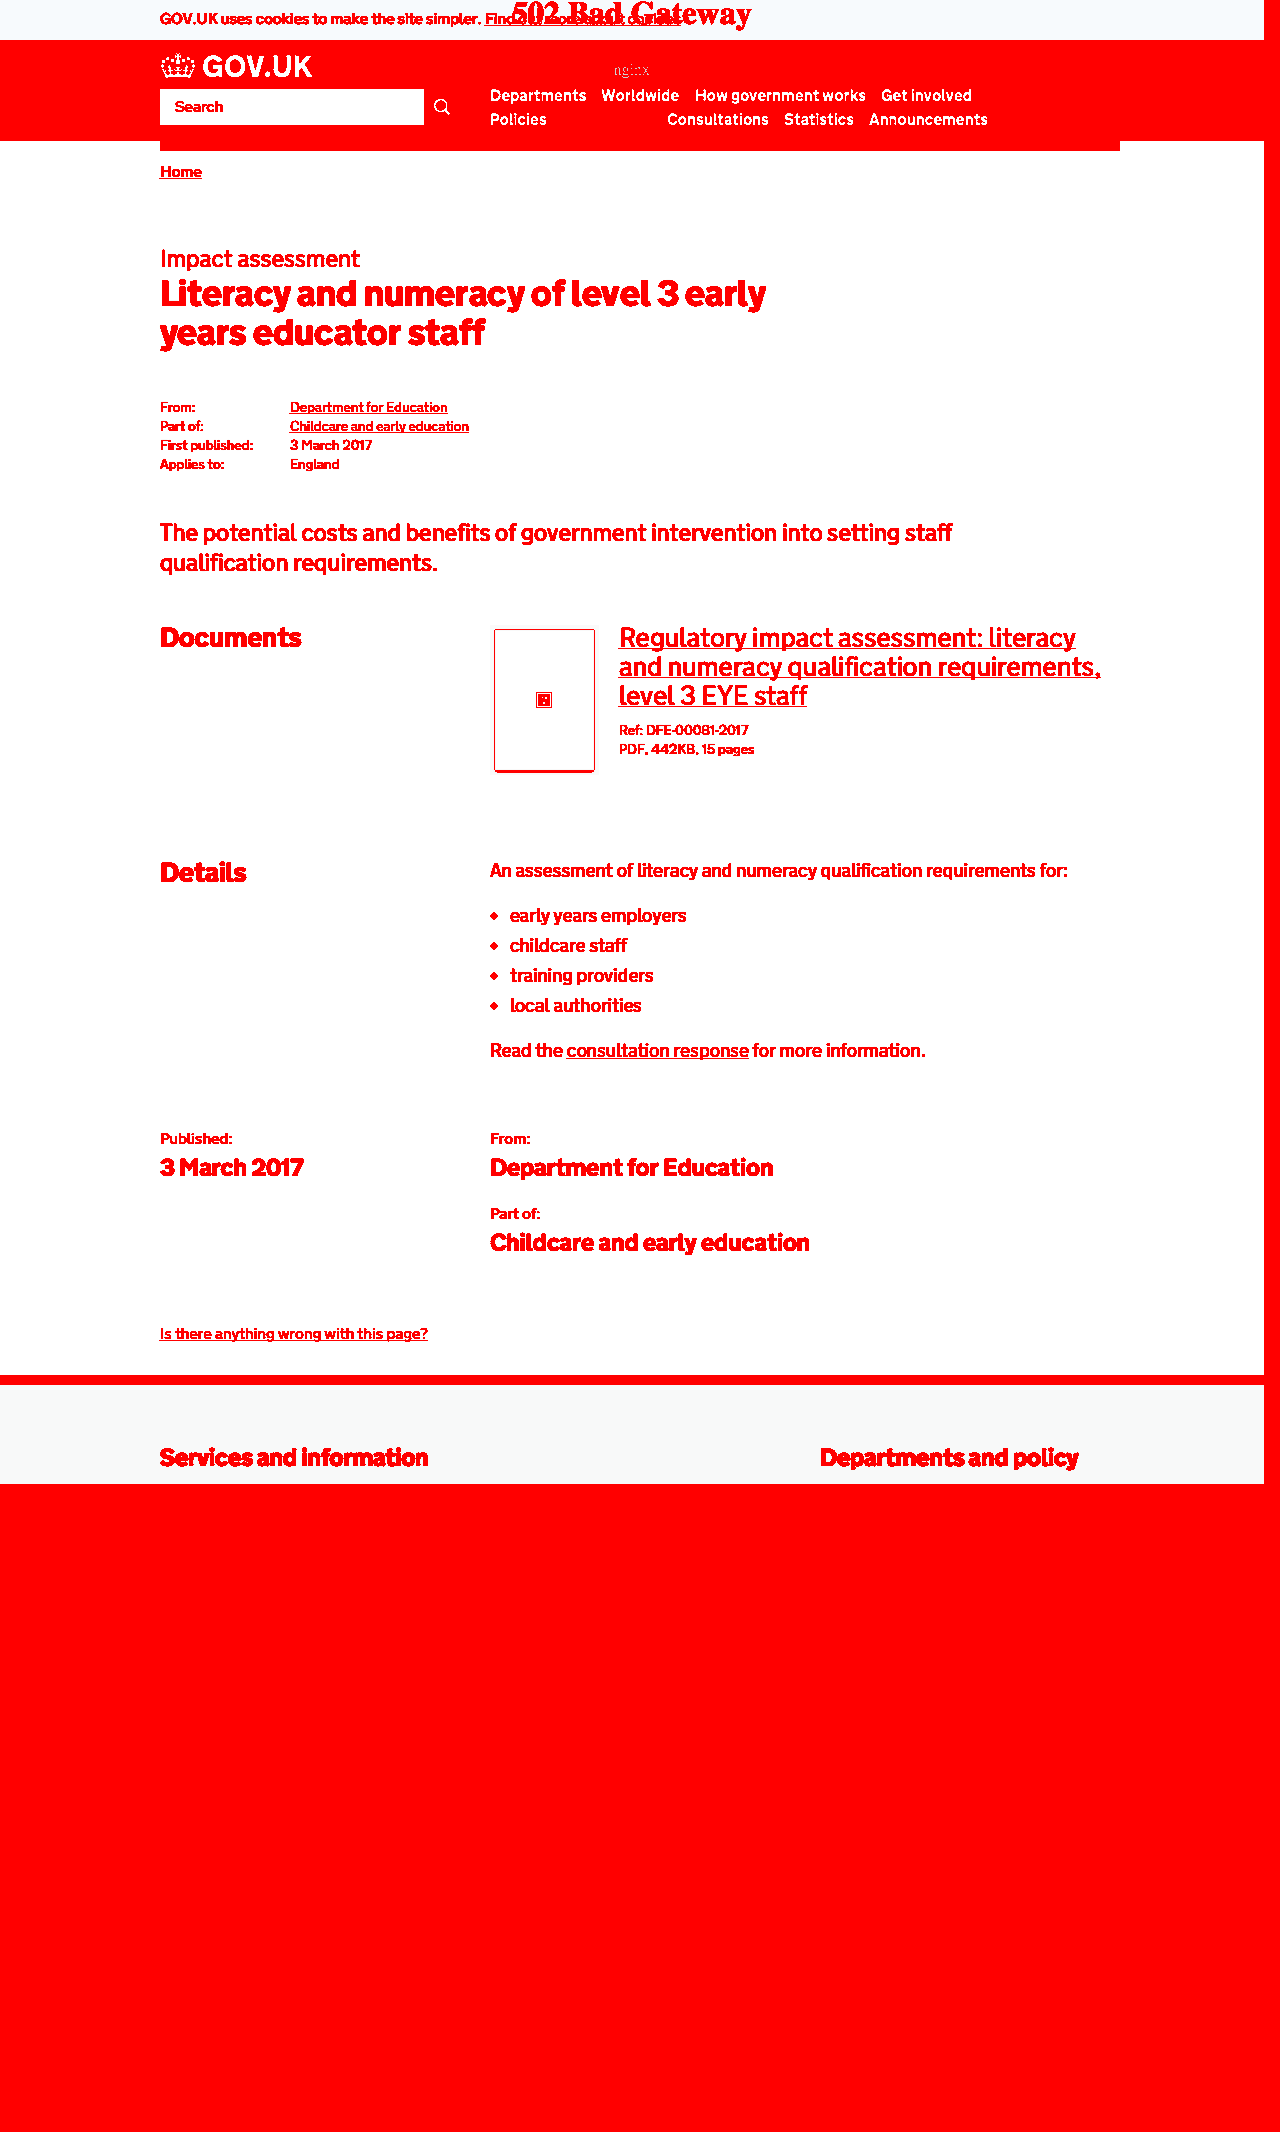 GOV.UK uses cookies to make the site simpler. Find out more about cookies
502 Bad Gateway
GOV.UK
nginx
Search
Departments Worldwide How government works Get involved
Policies Consultations Statistics Announcements
Home
Impact assessment
Literacy and numeracy of level 3 early
years educator staff
From: Department for Education
Part of: Childcare and early education
First published: 3 March 2017
Applies to: England
The potential costs and benefits of government intervention into setting staff
qualification requirements.
Documents
Regulatory impact assessment: literacy
and numeracy qualification requirements,
level 3 EYE staff
Ref: DFE-00081-2017
PDF, 442KB, 15 pages
Details
An assessment of literacy and numeracy qualification requirements for:
• early years employers
• childcare staff
• training providers
• local authorities
Read the consultation response for more information.
Published:
3 March 2017
From:
Department for Education
Part of:
Childcare and early education
Is there anything wrong with this page?
Services and information
Departments and policy